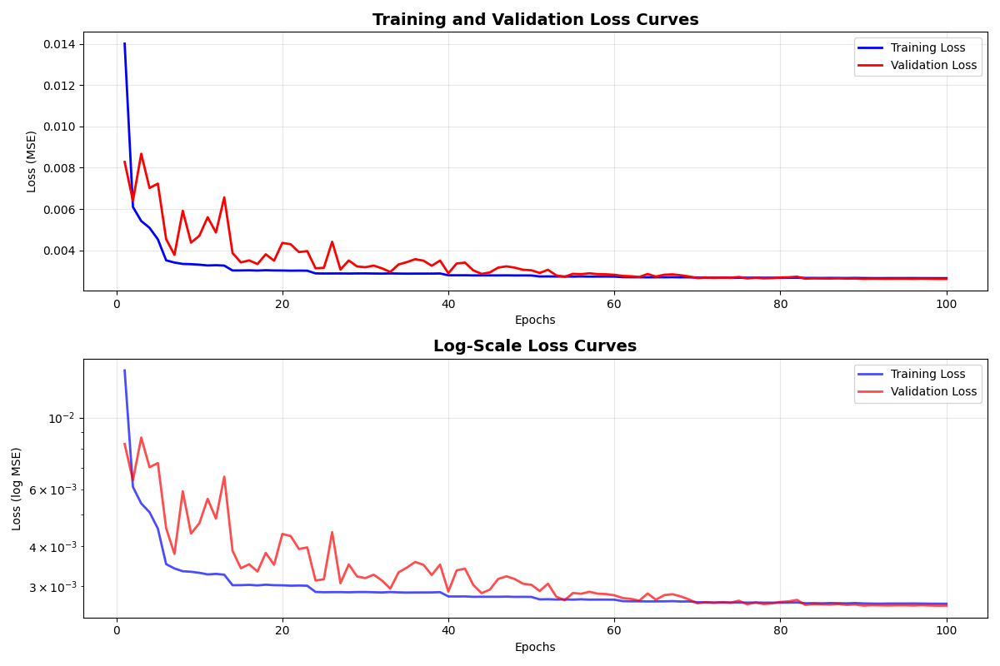 Training and Validation Loss Curves
0.014
0.012
0.010
0.008
0.006
0.004
Loss (MSE)
Training Loss
Validation Loss
0 20 40 60 80 100
Epochs
Log-Scale Loss Curves
10⁻²
6 × 10⁻³
4 × 10⁻³
3 × 10⁻³
Loss (log MSE)
Training Loss
Validation Loss
0 20 40 60 80 100
Epochs